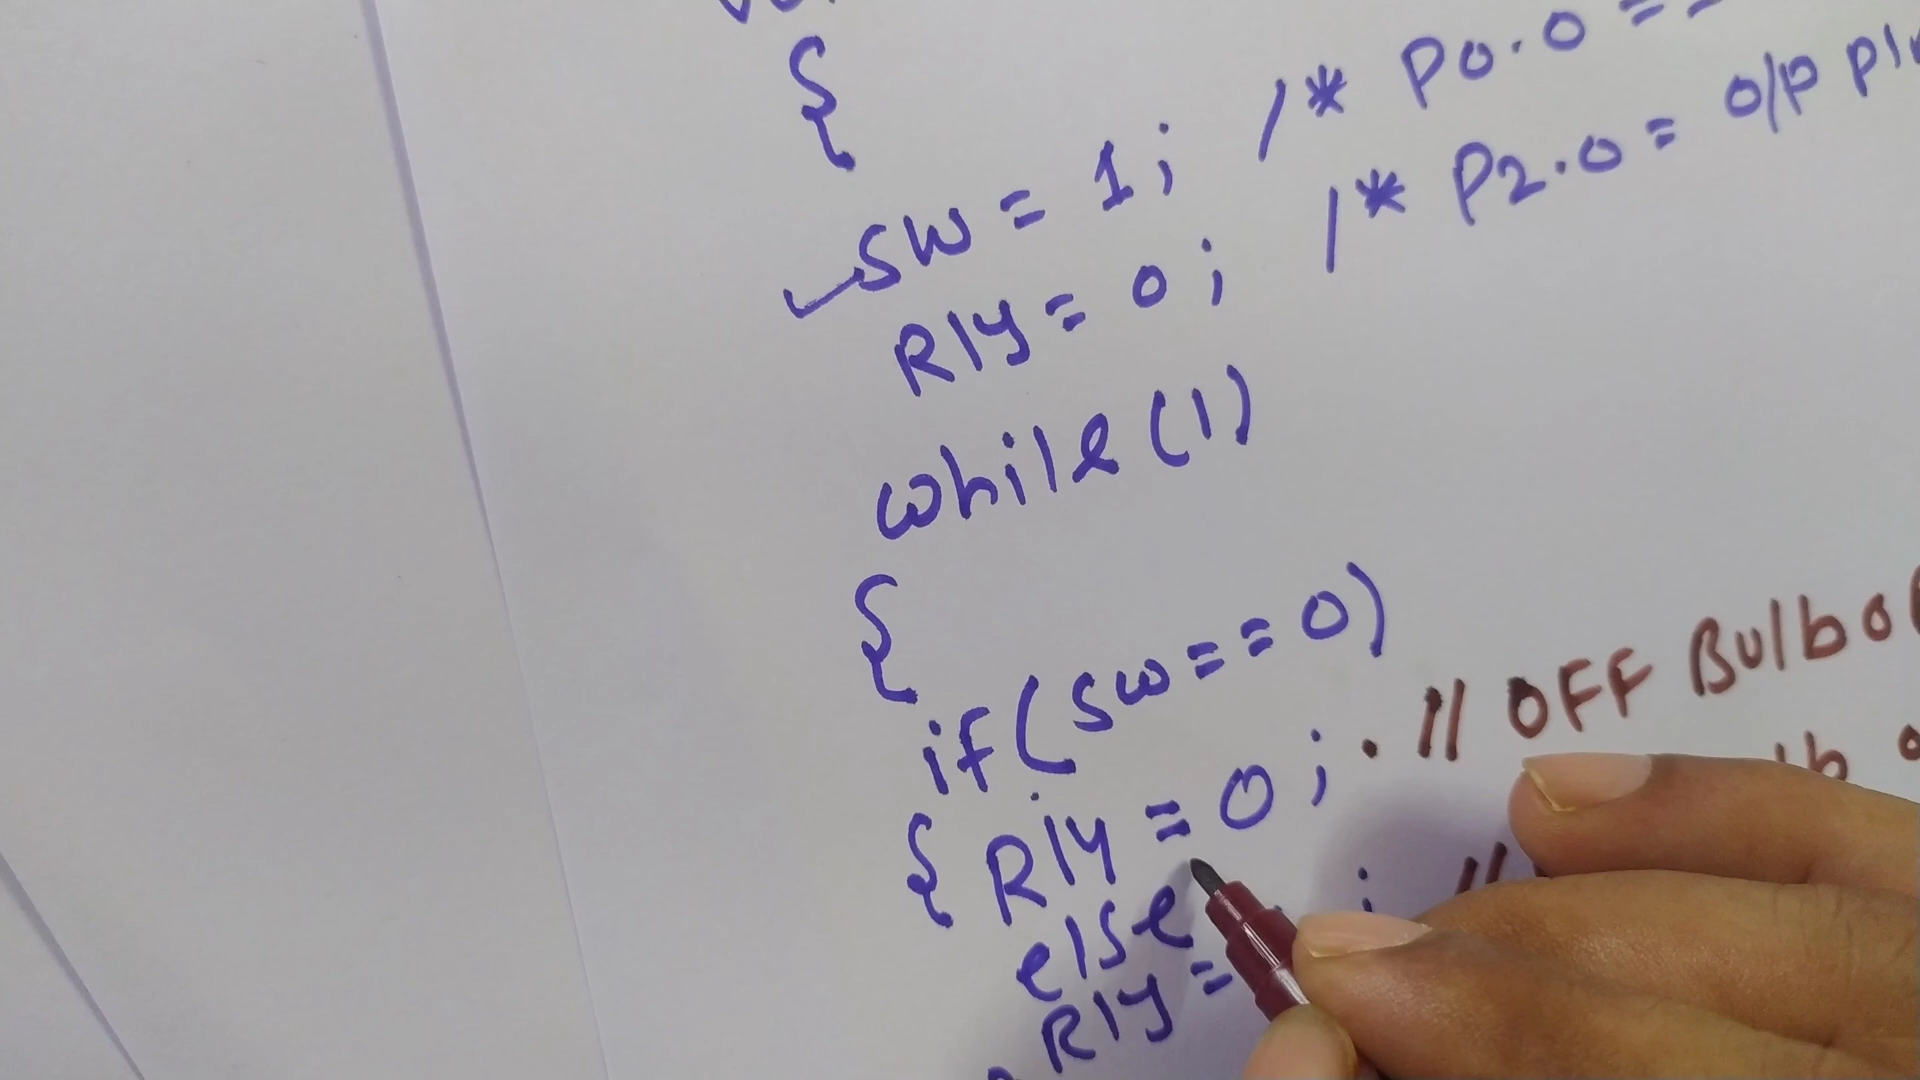 {
SW = 1; /* P0.0 ==
Rly = 0; /* P2.0 = O/P Pin
while (1)
{
if (SW == 0)
{ Rly = 0; // OFF Bulb
else
Rly = ; //